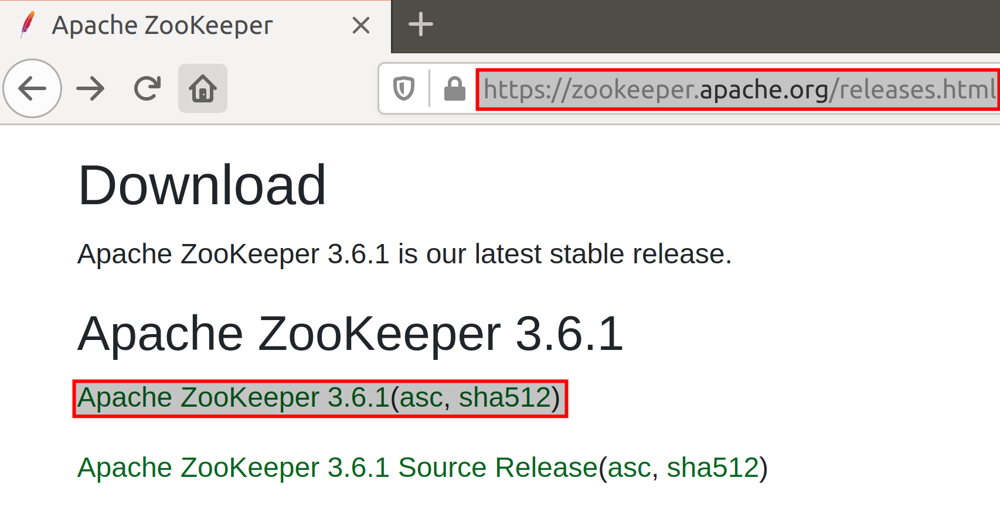 Apache ZooKeeper
https://zookeeper.apache.org/releases.html
Download
Apache ZooKeeper 3.6.1 is our latest stable release.
Apache ZooKeeper 3.6.1
Apache ZooKeeper 3.6.1(asc, sha512)
Apache ZooKeeper 3.6.1 Source Release(asc, sha512)